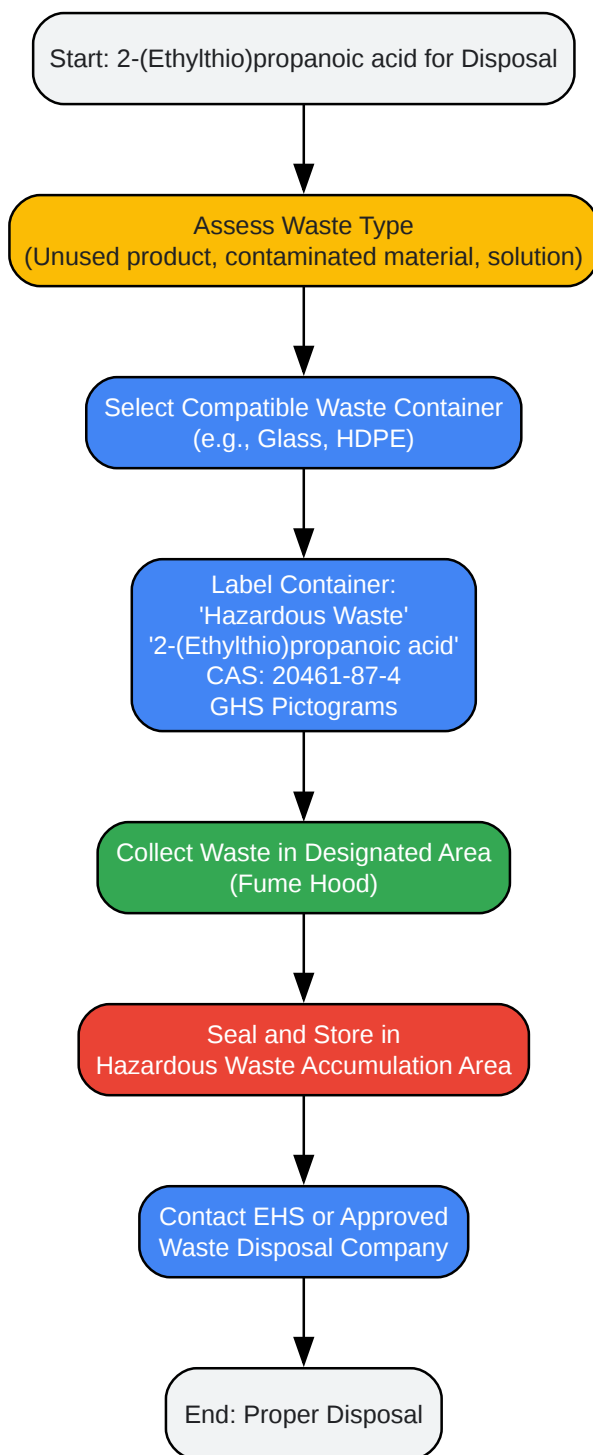 Start: 2-(Ethylthio)propanoic acid for Disposal
Assess Waste Type
(Unused product, contaminated material, solution)
Select Compatible Waste Container
(e.g., Glass, HDPE)
Label Container:
'Hazardous Waste'
'2-(Ethylthio)propanoic acid'
CAS: 20461-87-4
GHS Pictograms
Collect Waste in Designated Area
(Fume Hood)
Seal and Store in
Hazardous Waste Accumulation Area
Contact EHS or Approved
Waste Disposal Company
End: Proper Disposal